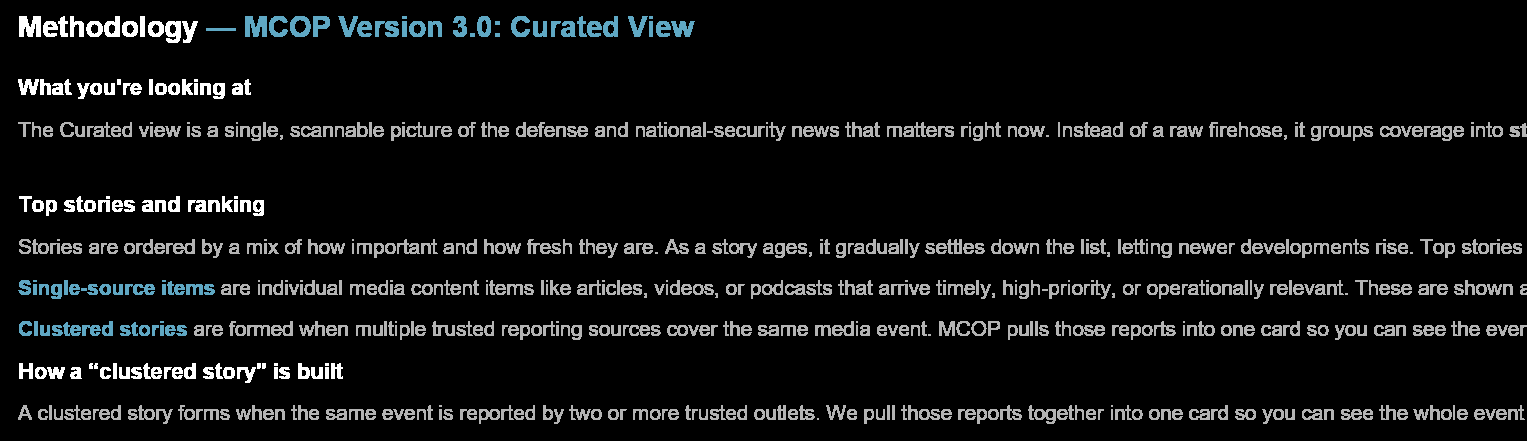 Methodology — MCOP Version 3.0: Curated View
What you're looking at
The Curated view is a single, scannable picture of the defense and national-security news that matters right now. Instead of a raw firehose, it groups coverage into
Top stories and ranking
Stories are ordered by a mix of how important and how fresh they are. As a story ages, it gradually settles down the list, letting newer developments rise. Top stories
Single-source items are individual media content items like articles, videos, or podcasts that arrive timely, high-priority, or operationally relevant. These are shown
Clustered stories are formed when multiple trusted reporting sources cover the same media event. MCOP pulls those reports into one card so you can see the
How a “clustered story” is built
A clustered story forms when the same event is reported by two or more trusted outlets. We pull those reports together into one card so you can see the whole event